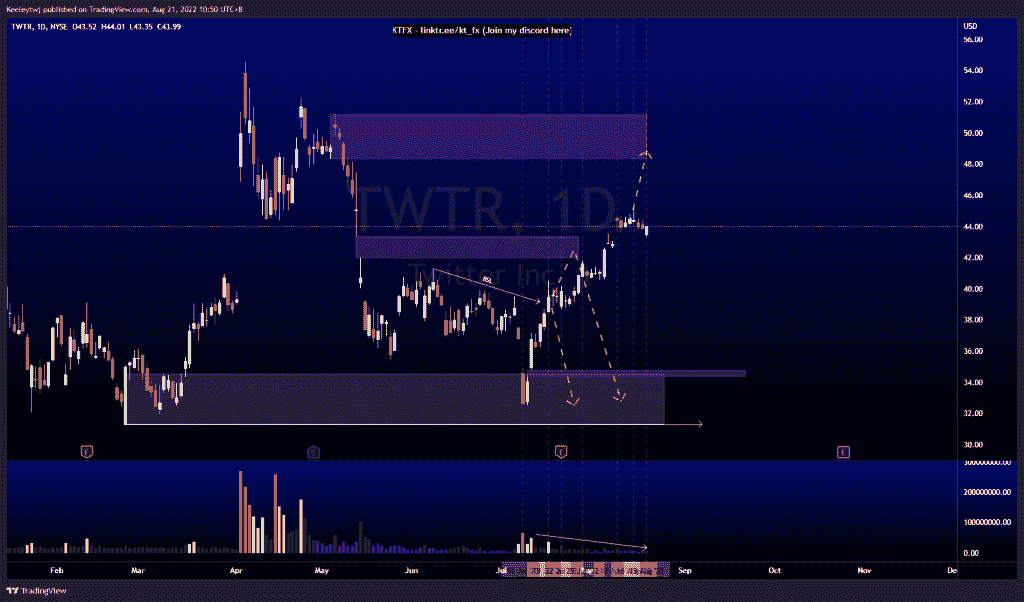 Keeleytwj published on TradingView.com, Aug 21, 2022 10:50 UTC+8
TWTR, 1D, NYSE O43.52 H44.01 L43.35 C43.99
KTFX - linktr.ee/kt_fx (Join my discord here)
USD
56.00
54.00
52.00
50.00
48.00
46.00
44.00
42.00
40.00
38.00
36.00
34.00
32.00
30.00
TWTR, 1D
Twitter Inc
300000000.00
200000000.00
100000000.00
0.00
Feb
Mar
Apr
May
Jun
Jul
Aug
Sep
Oct
Nov
De
TradingView